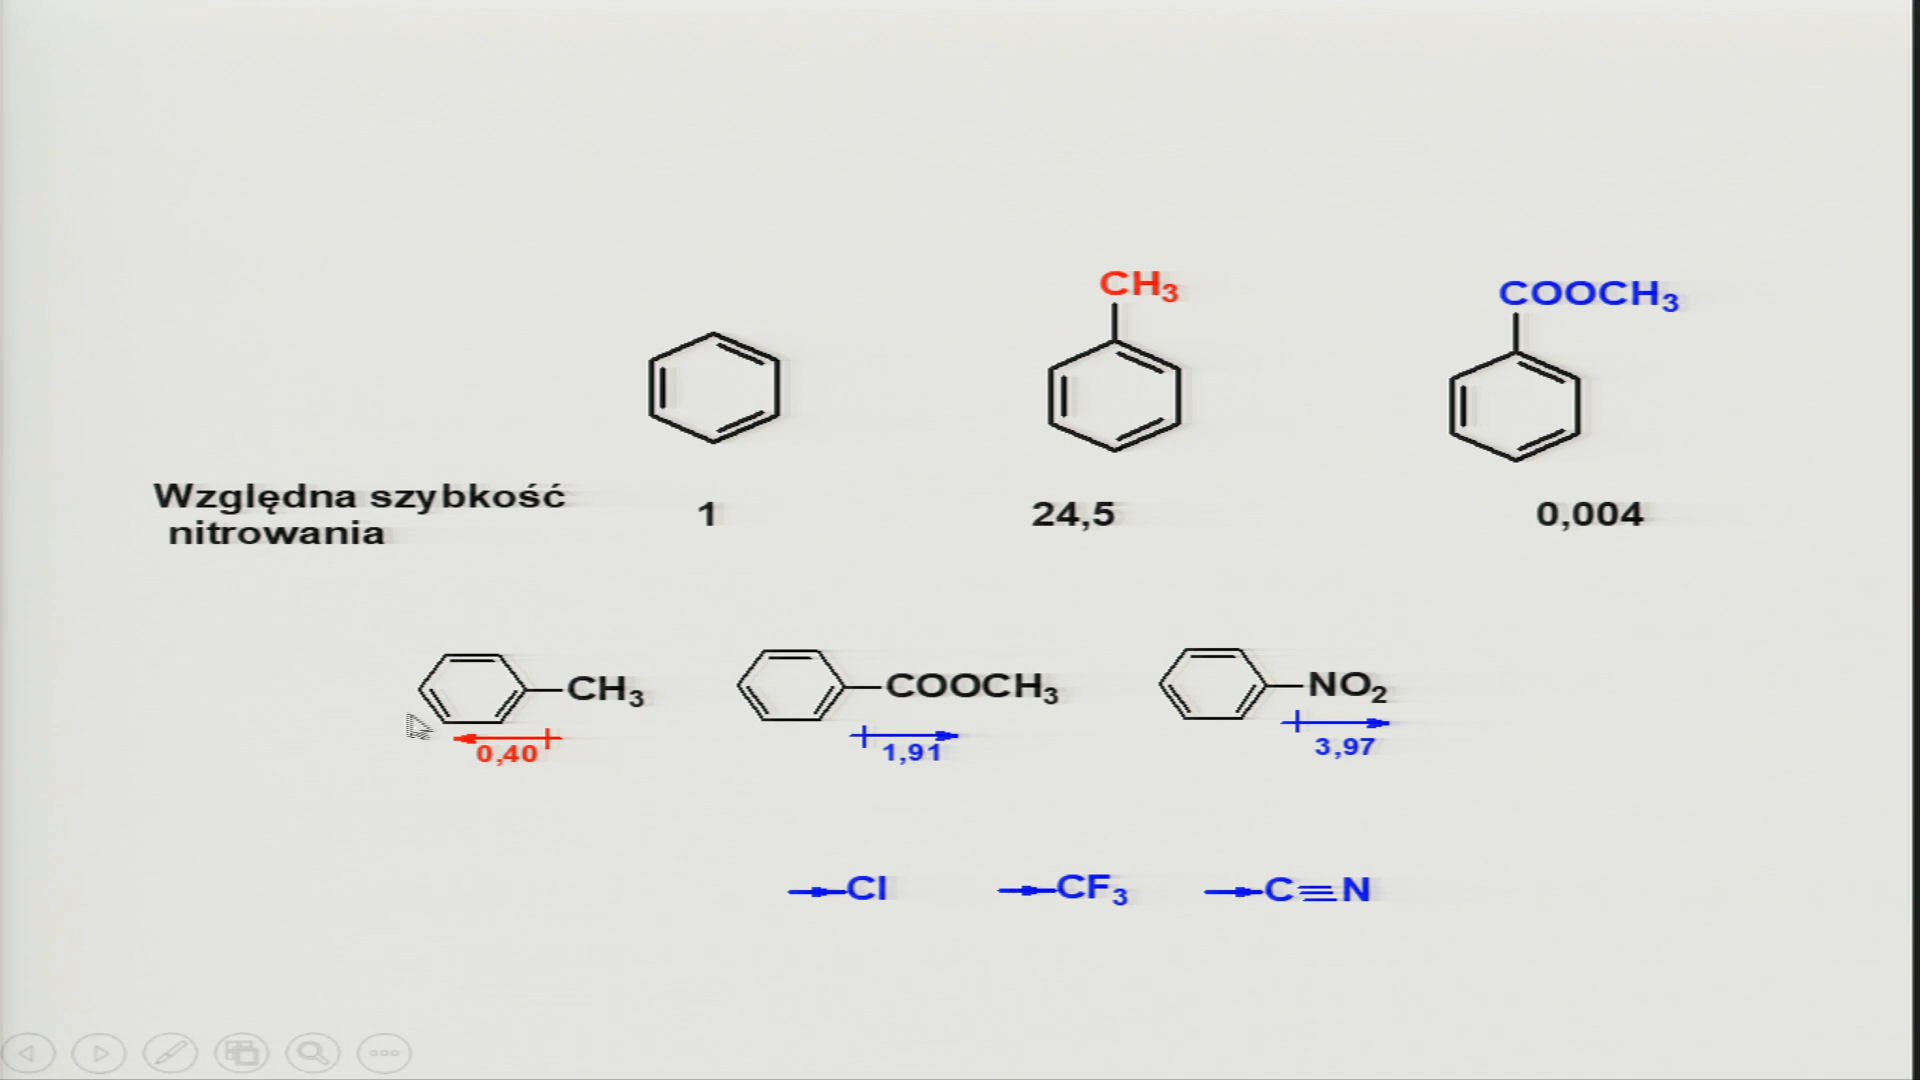 CH₃
COOCH₃
Względna szybkość
nitrowania
1
24,5
0,004
CH₃
COOCH₃
NO₂
0,40
1,91
3,97
Cl
CF₃
C≡N